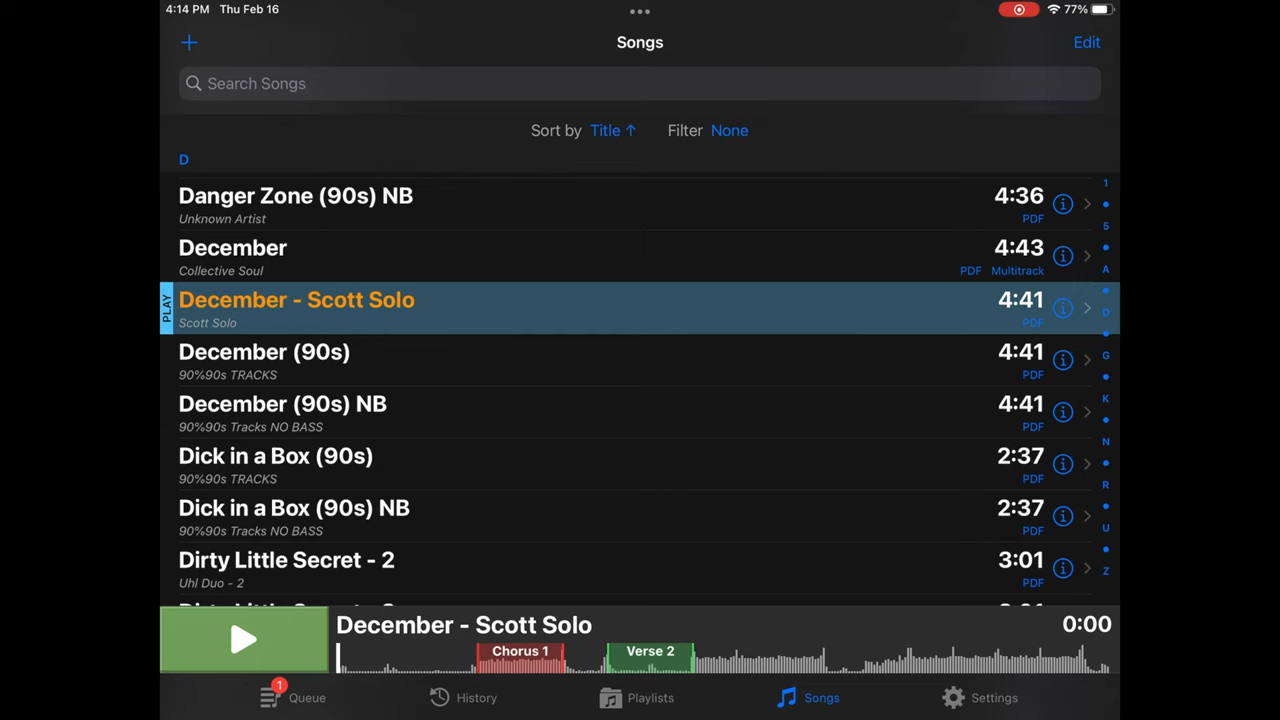 4:14 PM Thu Feb 16
77%
Songs
Edit
Search Songs
Sort by Title ↑ Filter None
D
Danger Zone (90s) NB 4:36
Unknown Artist PDF
December 4:43
Collective Soul PDF Multitrack
PLAY
December - Scott Solo 4:41
Scott Solo PDF
December (90s) 4:41
90%90s TRACKS PDF
December (90s) NB 4:41
90%90s Tracks NO BASS PDF
Dick in a Box (90s) 2:37
90%90s TRACKS PDF
Dick in a Box (90s) NB 2:37
90%90s Tracks NO BASS PDF
Dirty Little Secret - 2 3:01
Uhl Duo - 2 PDF
1
5
A
D
G
K
N
R
U
Z
December - Scott Solo 0:00
Chorus 1 Verse 2
1
Queue History Playlists Songs Settings